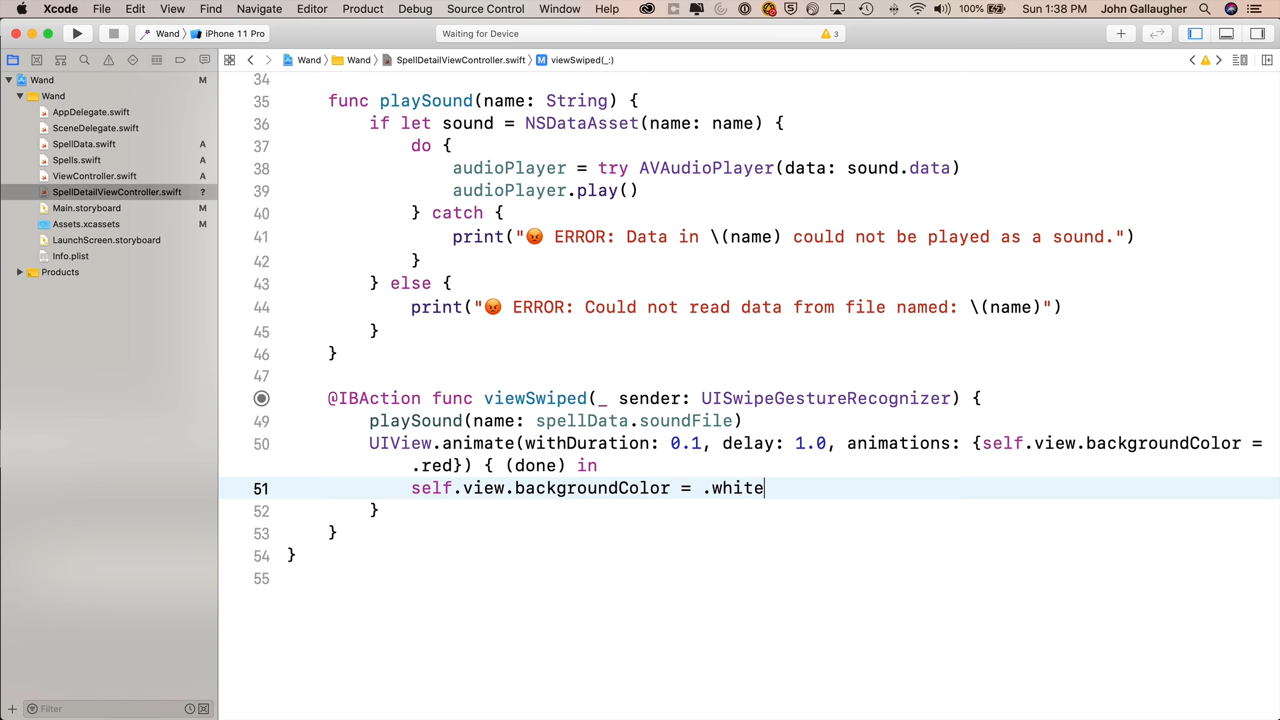 Xcode File Edit View Find Navigate Editor Product Debug Source Control Window Help 100% Sun 1:38 PM John Gallaugher
Wand iPhone 11 Pro Waiting for Device 3
Wand Wand SpellDetailViewController.swift M viewSwiped(_:)
Wand M
Wand
AppDelegate.swift
SceneDelegate.swift
SpellData.swift A
Spells.swift A
ViewController.swift A
SpellDetailViewController.swift ?
Main.storyboard M
Assets.xcassets M
LaunchScreen.storyboard
Info.plist
Products
Filter
34
35 func playSound(name: String) {
36 if let sound = NSDataAsset(name: name) {
37 do {
38 audioPlayer = try AVAudioPlayer(data: sound.data)
39 audioPlayer.play()
40 } catch {
41 print("😡 ERROR: Data in \(name) could not be played as a sound.")
42 }
43 } else {
44 print("😡 ERROR: Could not read data from file named: \(name)")
45 }
46 }
47
@IBAction func viewSwiped(_ sender: UISwipeGestureRecognizer) {
49 playSound(name: spellData.soundFile)
50 UIView.animate(withDuration: 0.1, delay: 1.0, animations: {self.view.backgroundColor =
.red}) { (done) in
51 self.view.backgroundColor = .white
52 }
53 }
54 }
55